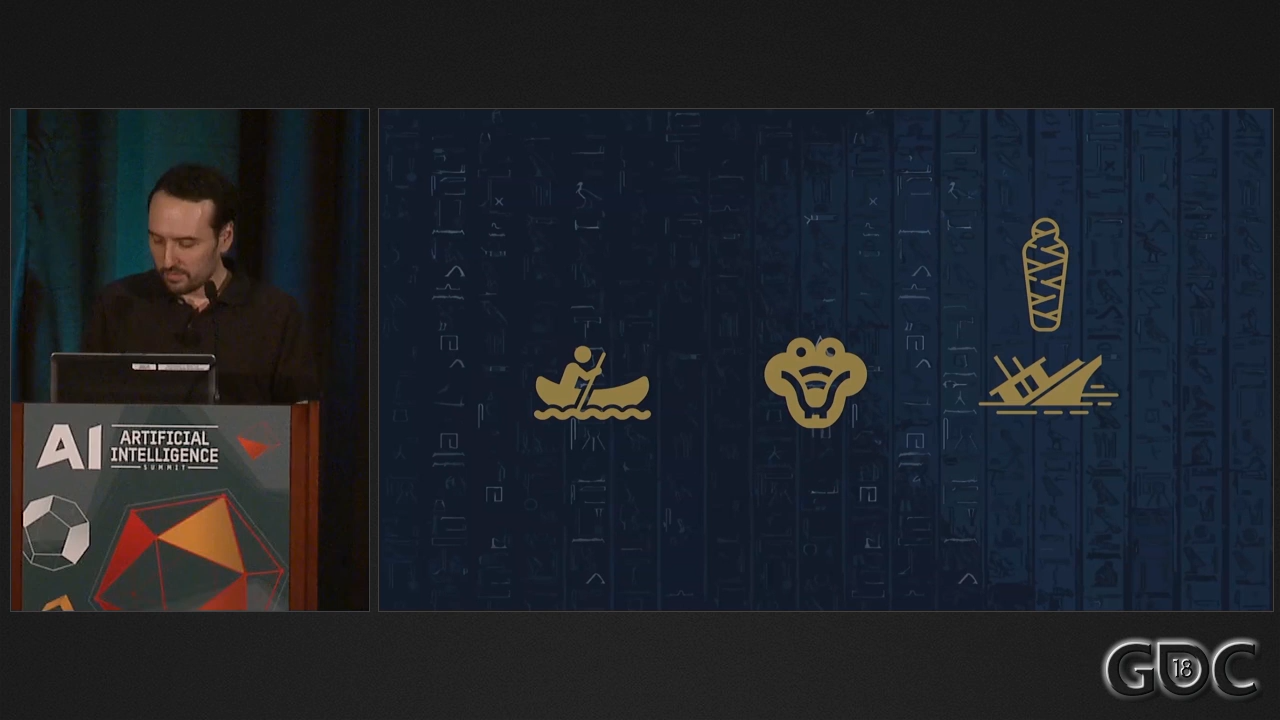 AI
ARTIFICIAL
INTELLIGENCE
SUMMIT
GDC
18